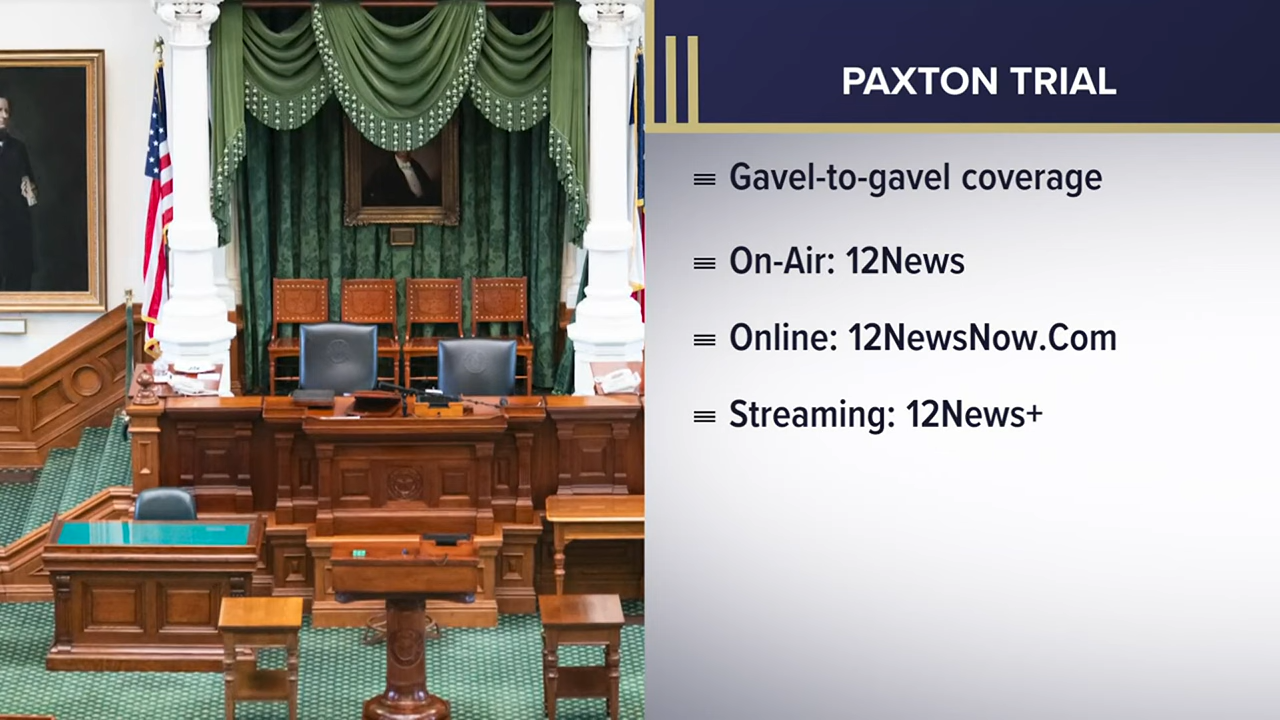 PAXTON TRIAL
Gavel-to-gavel coverage
On-Air: 12News
Online: 12NewsNow.Com
Streaming: 12News+